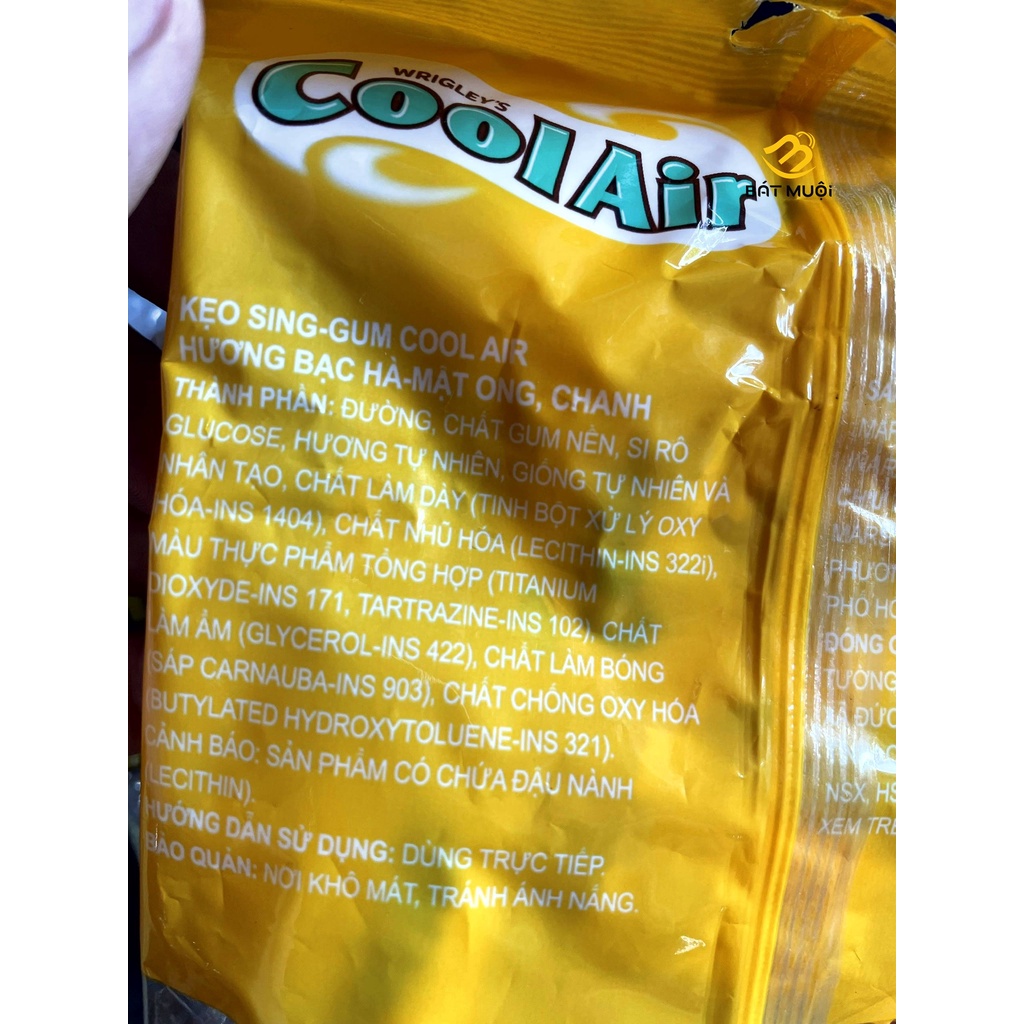 WRIGLEY'S
Cool Air
BÁT MUỘI
KẸO SING-GUM COOL AIR
HƯƠNG BẠC HÀ-MẬT ONG, CHANH
THÀNH PHẦN: ĐƯỜNG, CHẤT GUM NỀN, SI RÔ
GLUCOSE, HƯƠNG TỰ NHIÊN, GIỐNG TỰ NHIÊN VÀ
NHÂN TẠO, CHẤT LÀM DÀY (TINH BỘT XỬ LÝ OXY
HÓA-INS 1404), CHẤT NHŨ HÓA (LECITHIN-INS 322i),
MÀU THỰC PHẨM TỔNG HỢP (TITANIUM
DIOXYDE-INS 171, TARTRAZINE-INS 102), CHẤT
LÀM ẨM (GLYCEROL-INS 422), CHẤT LÀM BÓNG
(SÁP CARNAUBA-INS 903), CHẤT CHỐNG OXY HÓA
(BUTYLATED HYDROXYTOLUENE-INS 321).
CẢNH BÁO: SẢN PHẨM CÓ CHỨA ĐẬU NÀNH
(LECITHIN).
HƯỚNG DẪN SỬ DỤNG: DÙNG TRỰC TIẾP.
BẢO QUẢN: NƠI KHÔ MÁT, TRÁNH ÁNH NẮNG.
NSX,
XEM